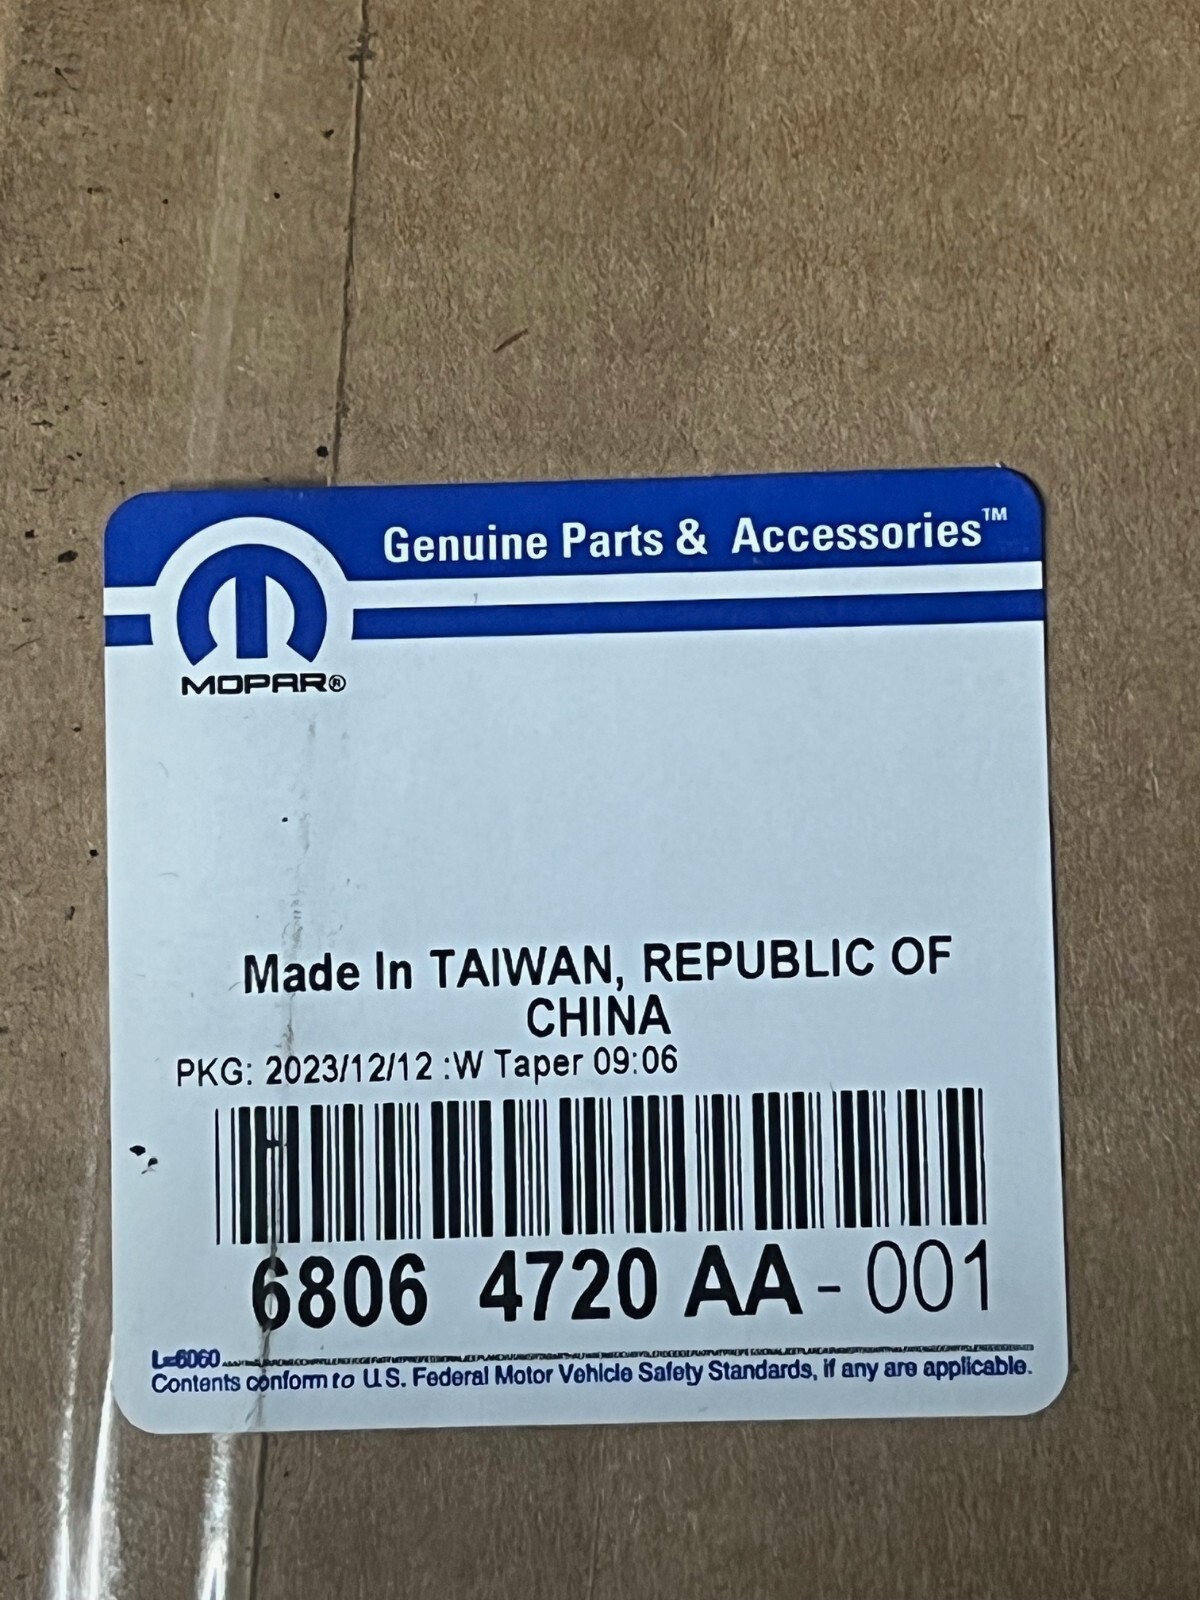 Genuine Parts & Accessories™
MOPAR®
Made In TAIWAN, REPUBLIC OF
CHINA
PKG: 2023/12/12 :W Taper 09:06
6806 4720 AA - 001
L-6060
Contents conform to U.S. Federal Motor Vehicle Safety Standards, if any are applicable.